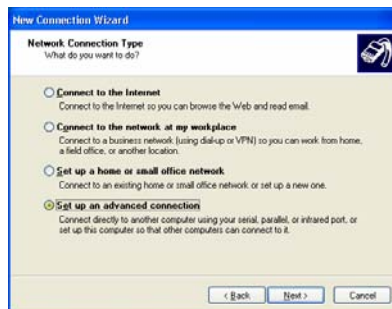 New Connection Wizard
Network Connection Type
What do you want to do?
Connect to the Internet
Connect to the Internet so you can browse the Web and read email.
Connect to the network at my workplace
Connect to a business network (using dial-up or VPN) so you can work from home,
a field office, or another location.
Set up a home or small office network
Connect to an existing home or small office network or set up a new one.
Set up an advanced connection
Connect directly to another computer using your serial, parallel, or infrared port, or
set up this computer so that other computers can connect to it.
< Back Next > Cancel